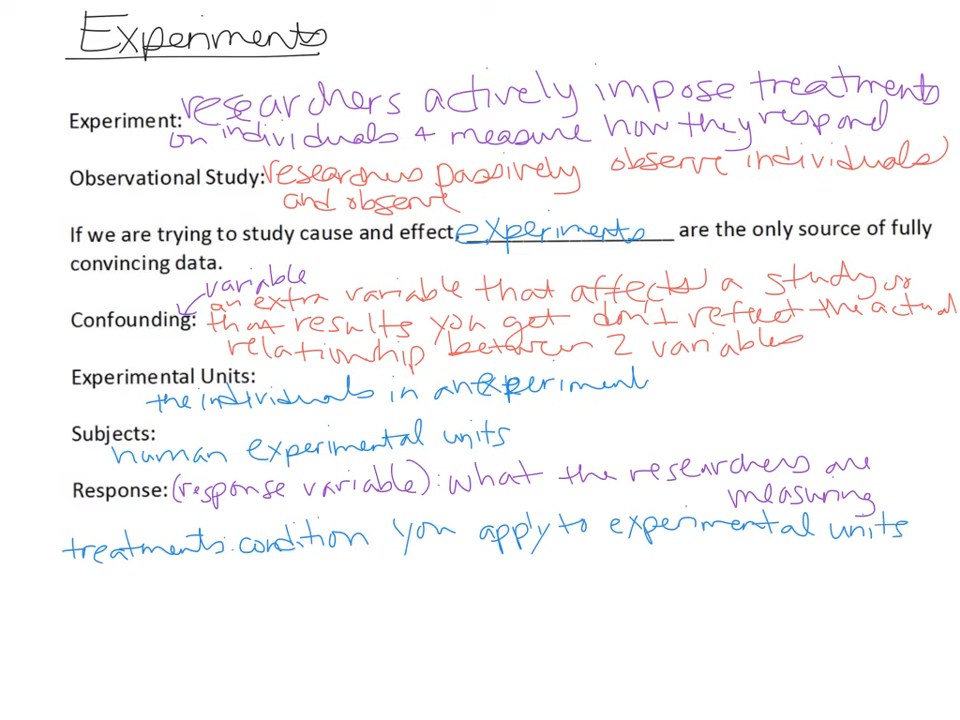 Experiments
researchers actively impose treatments
Experiment:
on individuals + measure how they respond
Observational Study: researchers passively observe individuals
and observe
If we are trying to study cause and effect experiments are the only source of fully
convincing data.
variable
an extra variable that affects a study so
Confounding: that results you get don't reflect the actual
relationship between 2 variables
Experimental Units:
the individuals in an experiment
Subjects:
human experimental units
Response: (response variable): what the researchers are
measuring
treatments: condition you apply to experimental units